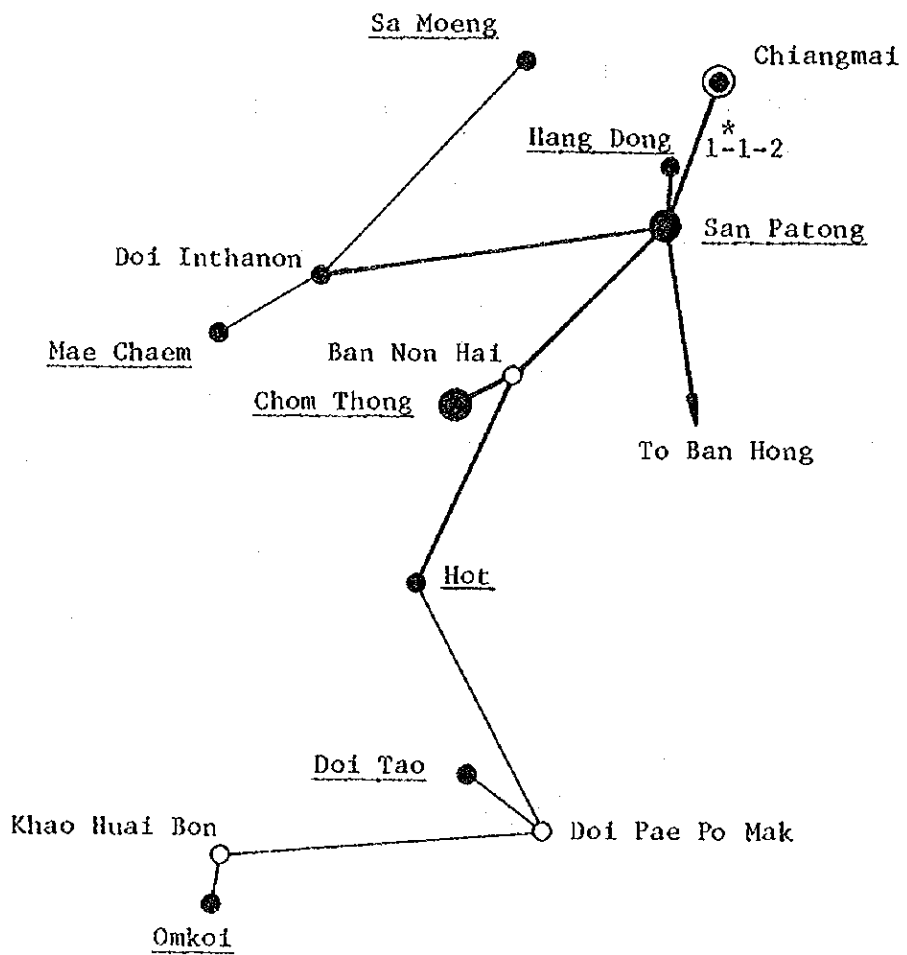 Sa Moeng
Chiangmai
Hang Dong
*
1-1-2
San Patong
Doi Inthanon
Mae Chaem
Ban Non Hai
Chom Thong
To Ban Hong
Hot
Doi Tao
Khao Huai Bon
Doi Pae Po Mak
Omkoi